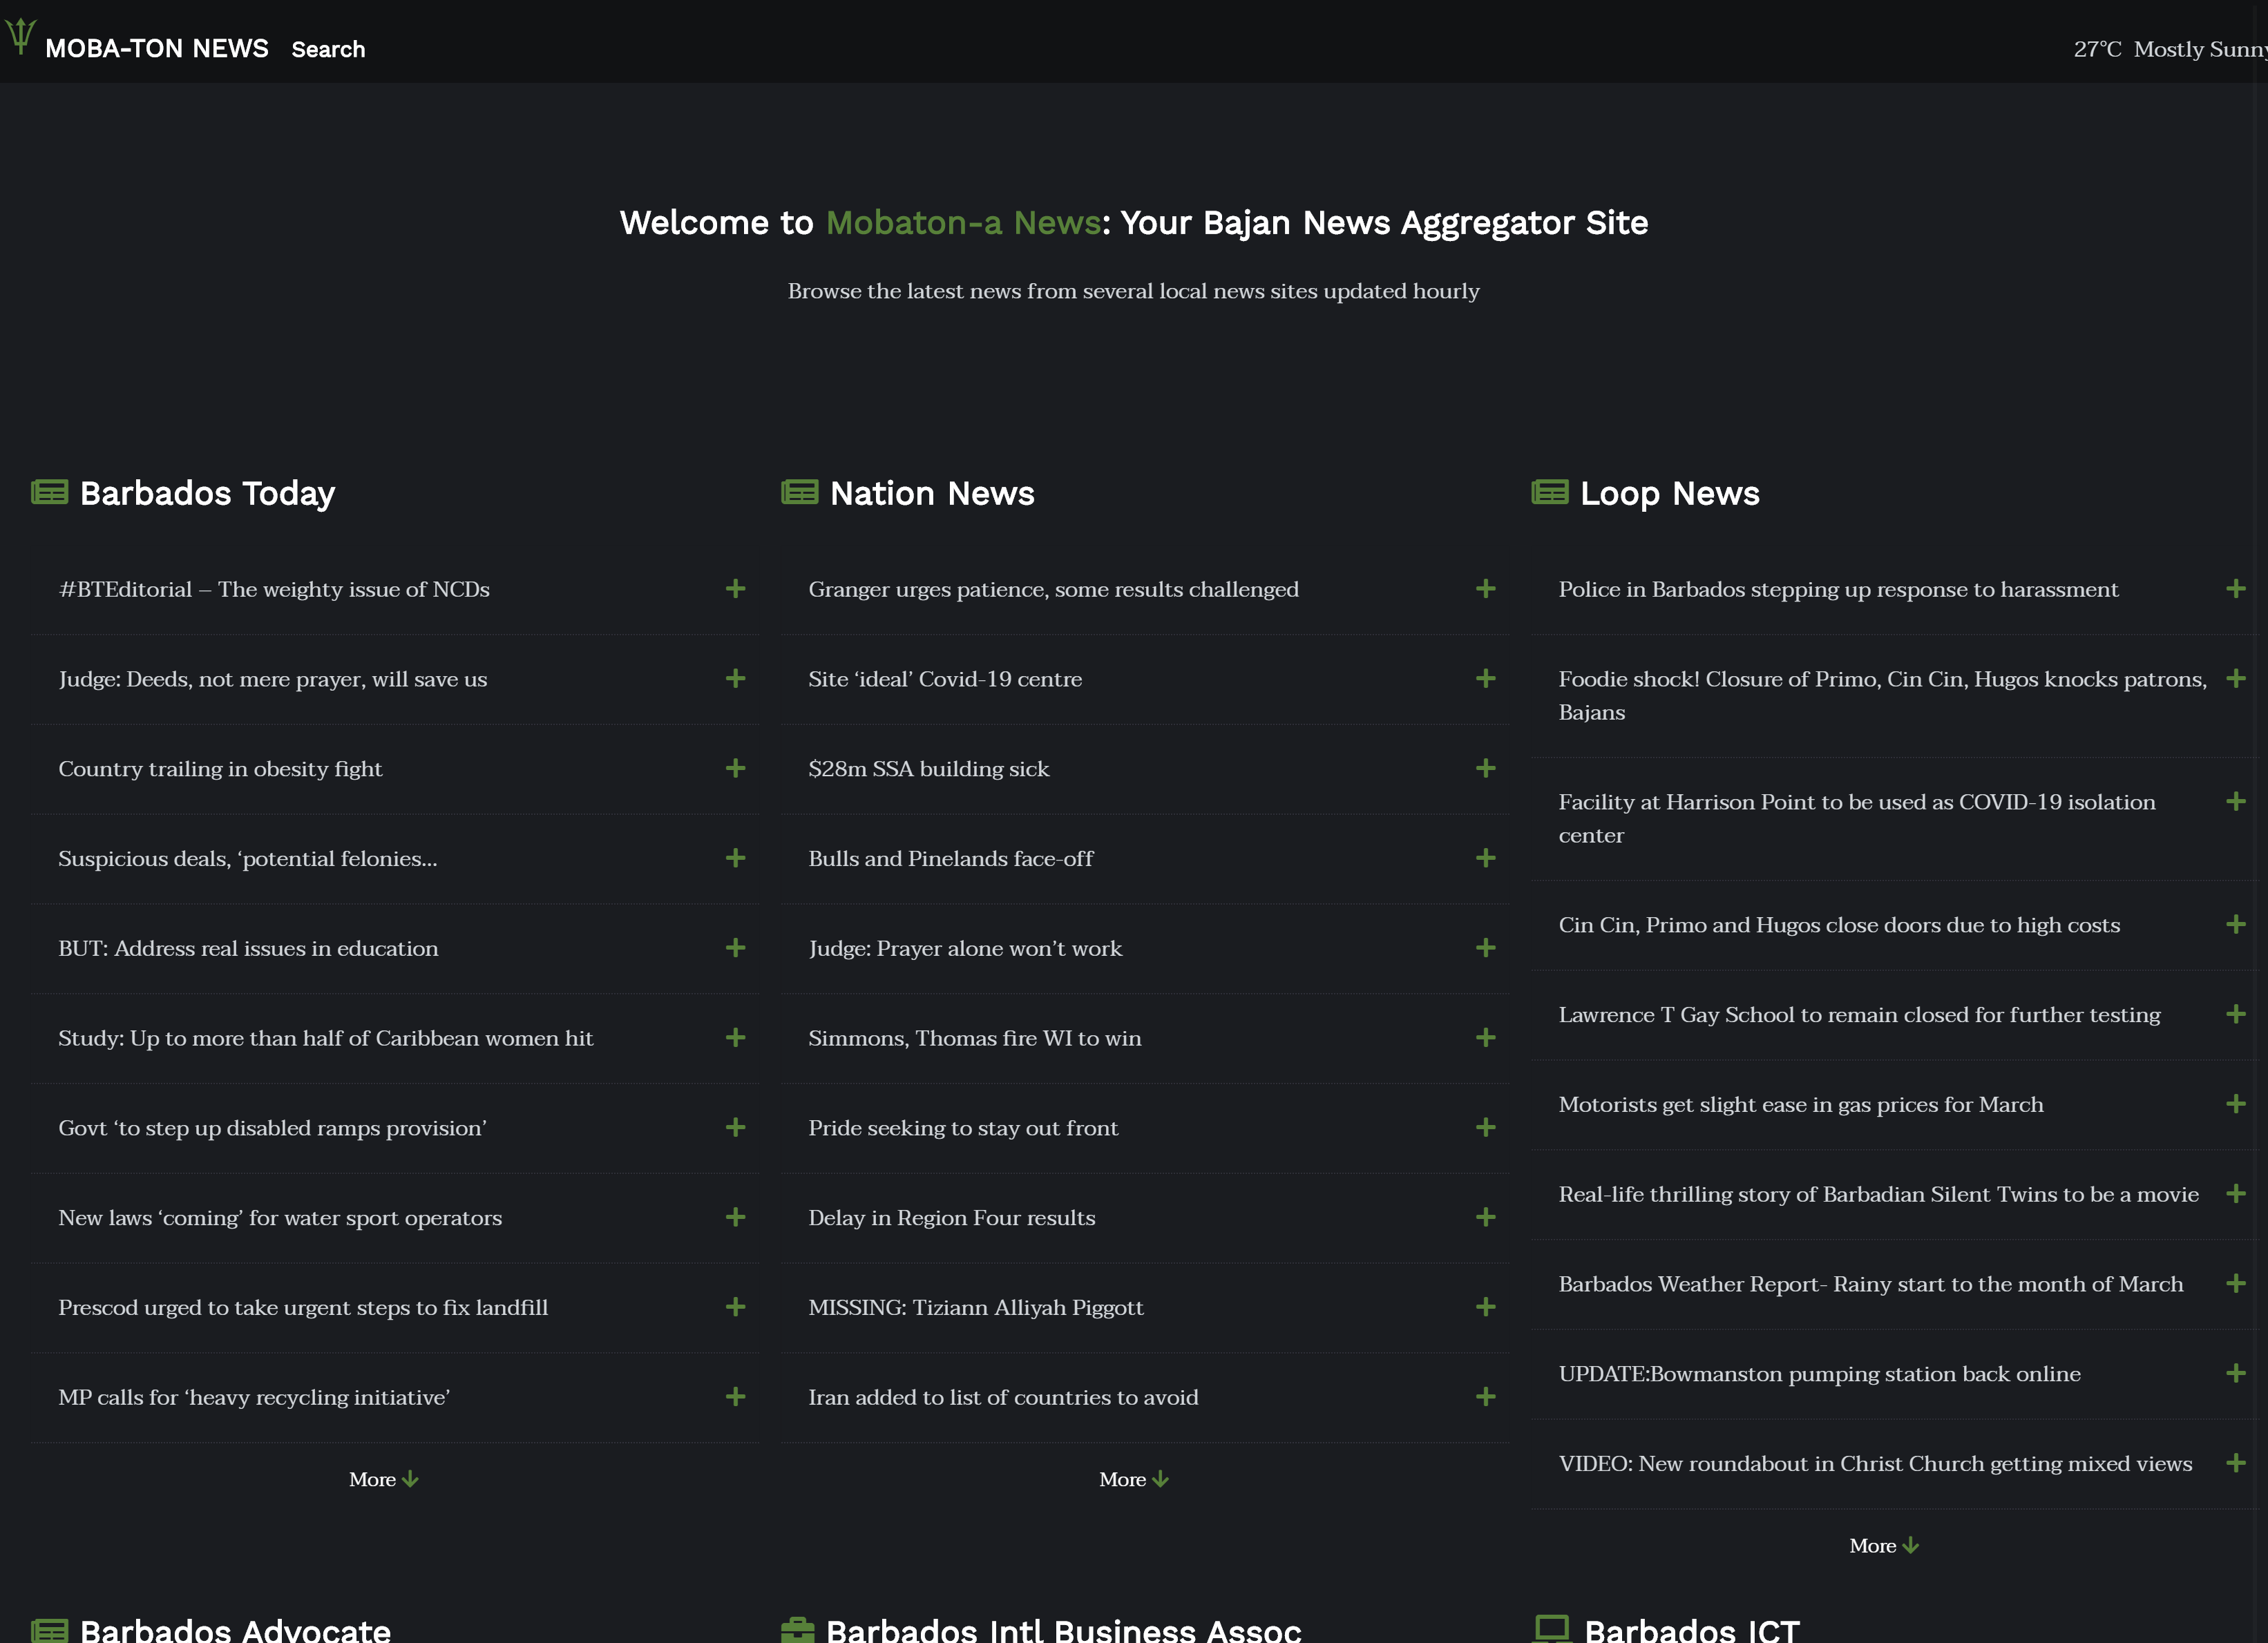 MOBA-TON NEWS Search
27°C Mostly Sunny
Welcome to Mobaton-a News: Your Bajan News Aggregator Site
Browse the latest news from several local news sites updated hourly
Barbados Today
#BTEditorial – The weighty issue of NCDs
Judge: Deeds, not mere prayer, will save us
Country trailing in obesity fight
Suspicious deals, ‘potential felonies...
BUT: Address real issues in education
Study: Up to more than half of Caribbean women hit
Govt ‘to step up disabled ramps provision’
New laws ‘coming’ for water sport operators
Prescod urged to take urgent steps to fix landfill
MP calls for ‘heavy recycling initiative’
More
Nation News
Granger urges patience, some results challenged
Site ‘ideal’ Covid-19 centre
$28m SSA building sick
Bulls and Pinelands face-off
Judge: Prayer alone won’t work
Simmons, Thomas fire WI to win
Pride seeking to stay out front
Delay in Region Four results
MISSING: Tiziann Alliyah Piggott
Iran added to list of countries to avoid
More
Loop News
Police in Barbados stepping up response to harassment
Foodie shock! Closure of Primo, Cin Cin, Hugos knocks patrons,
Bajans
Facility at Harrison Point to be used as COVID-19 isolation
center
Cin Cin, Primo and Hugos close doors due to high costs
Lawrence T Gay School to remain closed for further testing
Motorists get slight ease in gas prices for March
Real-life thrilling story of Barbadian Silent Twins to be a movie
Barbados Weather Report- Rainy start to the month of March
UPDATE:Bowmanston pumping station back online
VIDEO: New roundabout in Christ Church getting mixed views
More
Barbados Advocate
Barbados Intl Business Assoc
Barbados ICT